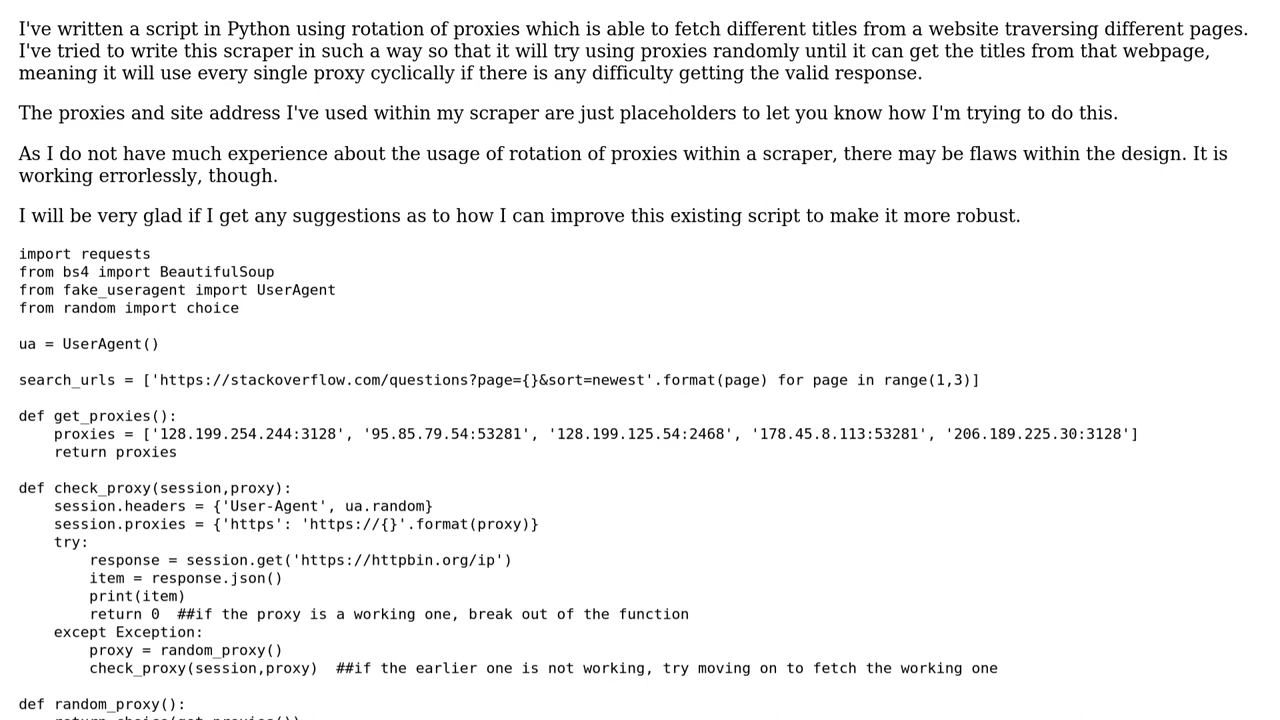 I've written a script in Python using rotation of proxies which is able to fetch different titles from a website traversing different pages.
I've tried to write this scraper in such a way so that it will try using proxies randomly until it can get the titles from that webpage,
meaning it will use every single proxy cyclically if there is any difficulty getting the valid response.
The proxies and site address I've used within my scraper are just placeholders to let you know how I'm trying to do this.
As I do not have much experience about the usage of rotation of proxies within a scraper, there may be flaws within the design. It is
working errorlessly, though.
I will be very glad if I get any suggestions as to how I can improve this existing script to make it more robust.
import requests
from bs4 import BeautifulSoup
from fake_useragent import UserAgent
from random import choice
ua = UserAgent()
search_urls = ['https://stackoverflow.com/questions?page={}&sort=newest'.format(page) for page in range(1,3)]
def get_proxies():
    proxies = ['128.199.254.244:3128', '95.85.79.54:53281', '128.199.125.54:2468', '178.45.8.113:53281', '206.189.225.30:3128']
    return proxies
def check_proxy(session,proxy):
    session.headers = {'User-Agent', ua.random}
    session.proxies = {'https': 'https://{}'.format(proxy)}
    try:
        response = session.get('https://httpbin.org/ip')
        item = response.json()
        print(item)
        return 0  ##if the proxy is a working one, break out of the function
    except Exception:
        proxy = random_proxy()
        check_proxy(session,proxy)  ##if the earlier one is not working, try moving on to fetch the working one
def random_proxy():
    return choice(get_proxies())